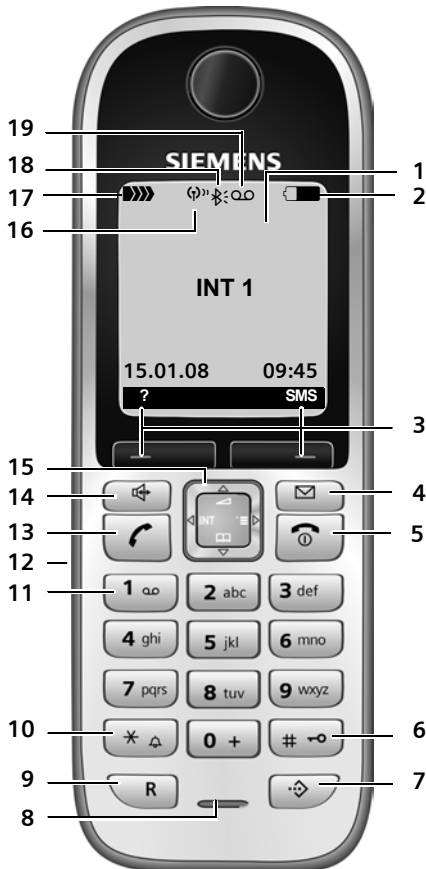 19
18
SIEMENS
1
17
2
16
INT 1
15.01.08 09:45
? SMS
3
15
14
4
13
INT
5
12
11
1 2 abc 3 def
4 ghi 5 jkl 6 mno
7 pqrs 8 tuv 9 wxyz
10
* 0 + #
6
9
R
7
8